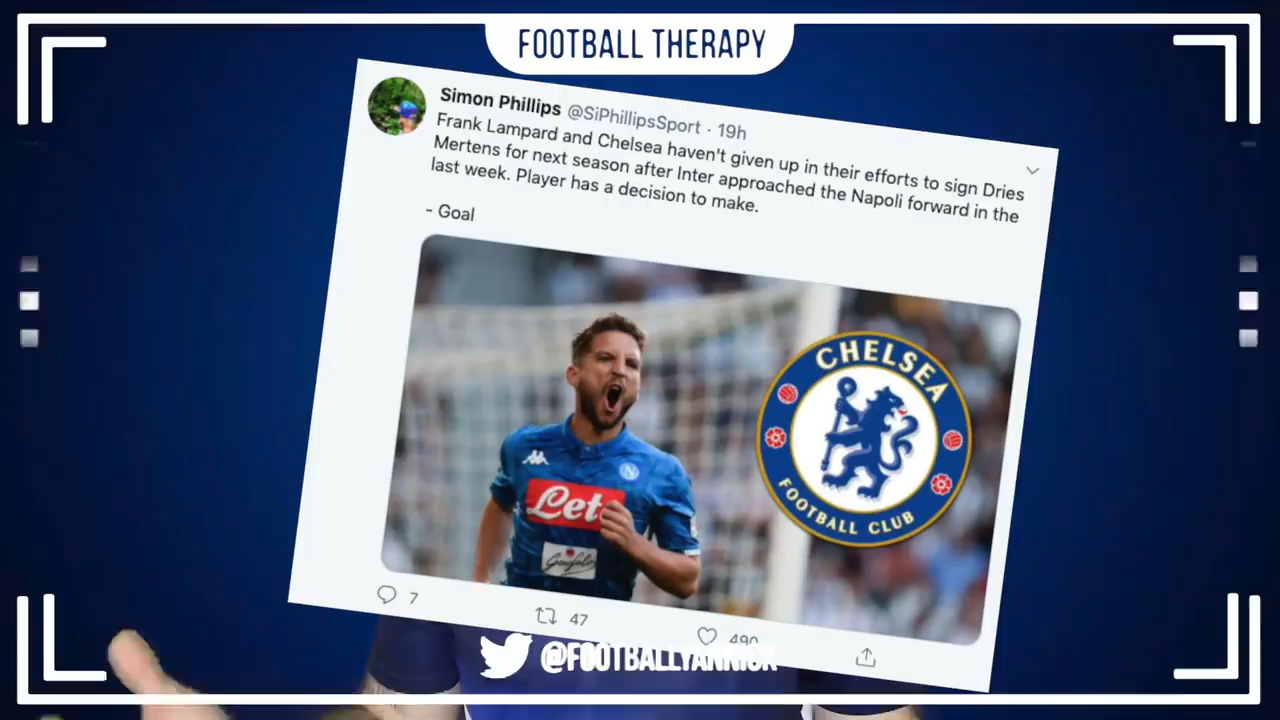 FOOTBALL THERAPY
Simon Phillips @SiPhillipsSport · 19h
Frank Lampard and Chelsea haven't given up in their efforts to sign Dries
Mertens for next season after Inter approached the Napoli forward in the
last week. Player has a decision to make.
- Goal
CHELSEA
FOOTBALL CLUB
Lete
N
7
47
490
@FOOTBALLYANNICK